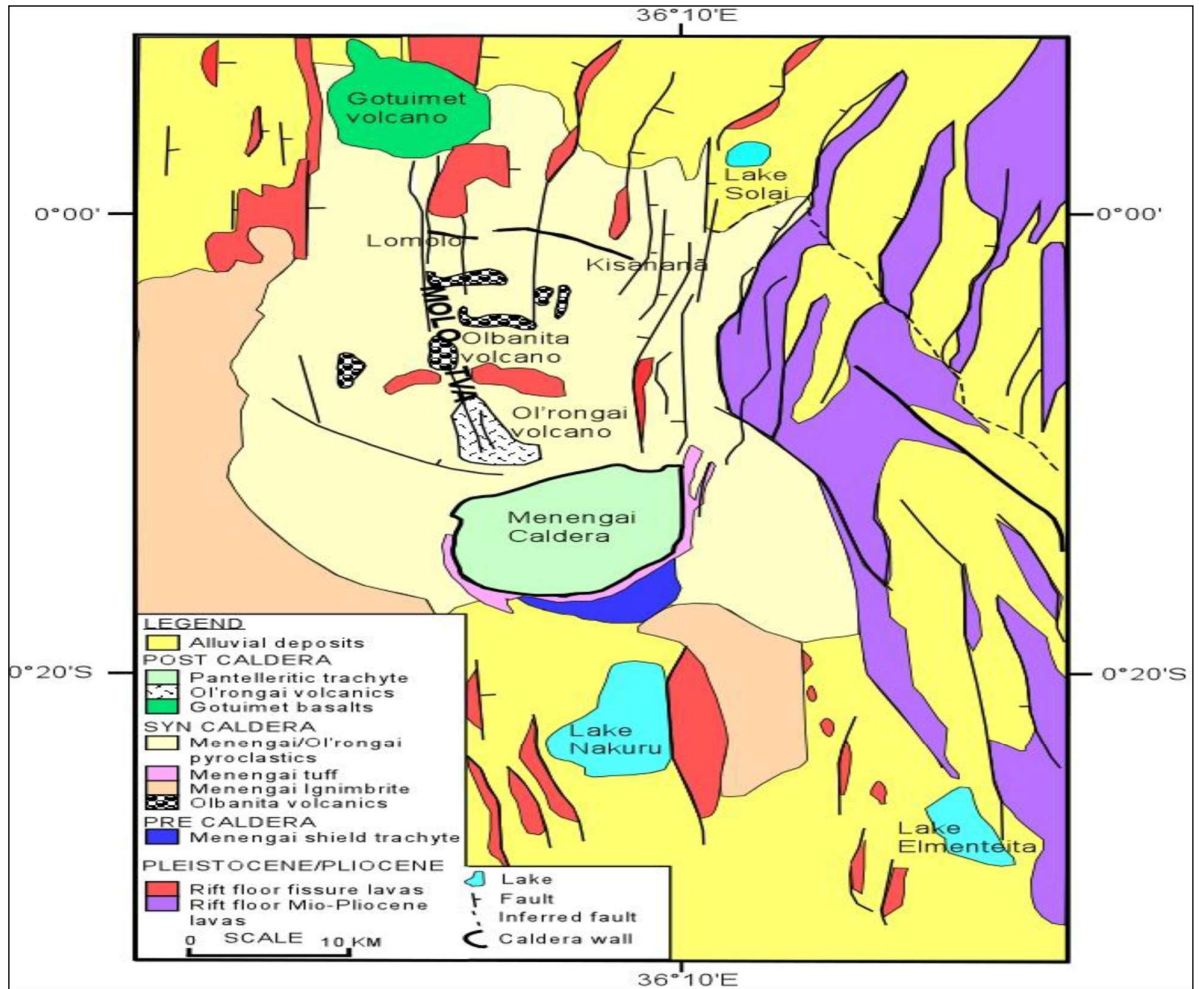 36°10'E
Gotuimet
volcano
Lake
Solai
0°00'
0°00'
Lomolo
Kisanana
MOLO TVA
Olbanita
volcano
Ol'rongai
volcano
Menengai
Caldera
LEGEND
Alluvial deposits
POST CALDERA
Pantelleritic trachyte
Ol'rongai volcanics
Gotuimet basalts
SYN CALDERA
Menengai/Ol'rongai
pyroclastics
Menengai tuff
Menengai Ignimbrite
Olbanita volcanics
PRE CALDERA
Menengai shield trachyte
PLEISTOCENE/PLIOCENE
Rift floor fissure lavas
Rift floor Mio-Pliocene
lavas
0 SCALE 10 KM
Lake
Fault
Inferred fault
Caldera wall
0°20'S
0°20'S
Lake
Nakuru
Lake
Elmenteita
36°10'E